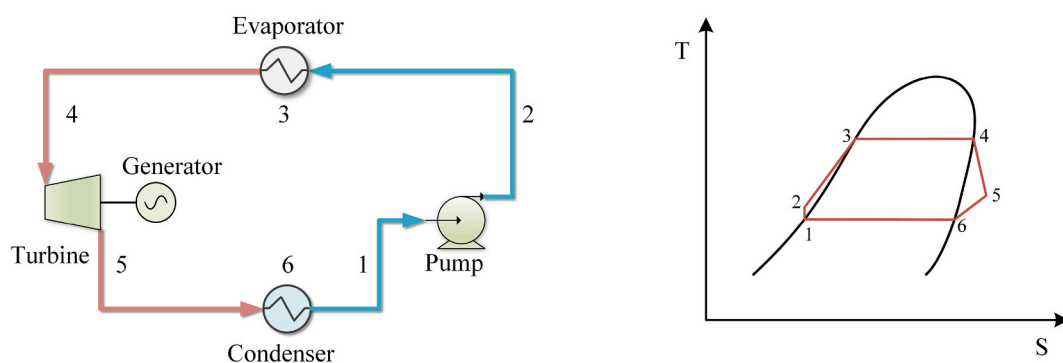 Evaporator
4
3
2
Generator
Turbine
5
6
1
Pump
Condenser
T
3
4
2
5
1
6
S